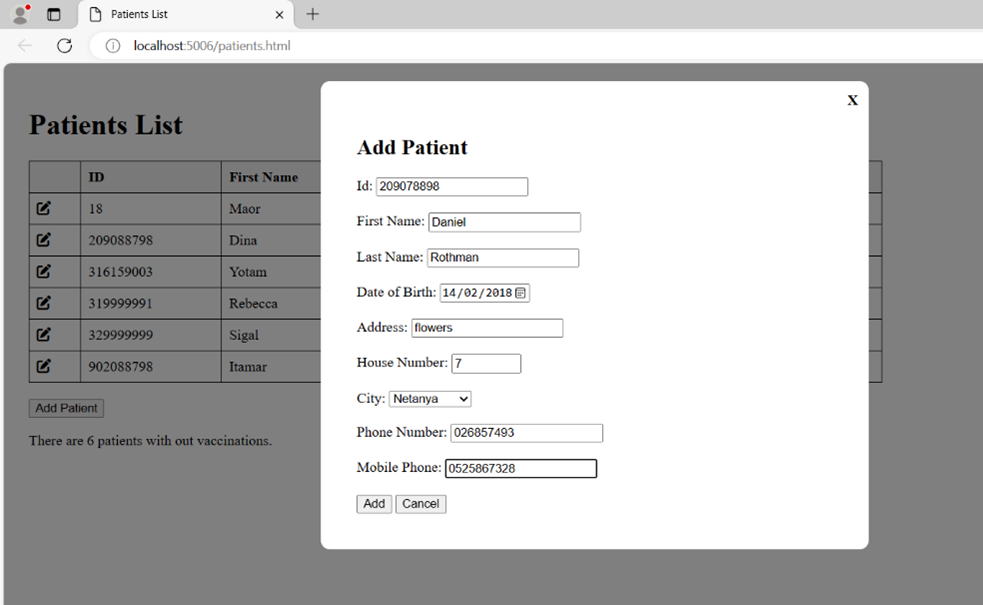 Patients List
localhost:5006/patients.html
Patients List
ID First Name
18 Maor
209088798 Dina
316159003 Yotam
319999991 Rebecca
329999999 Sigal
902088798 Itamar
Add Patient
There are 6 patients with out vaccinations.
X
Add Patient
Id: 209078898
First Name: Daniel
Last Name: Rothman
Date of Birth: 14/02/2018
Address: flowers
House Number: 7
City: Netanya
Phone Number: 026857493
Mobile Phone: 0525867328
Add Cancel